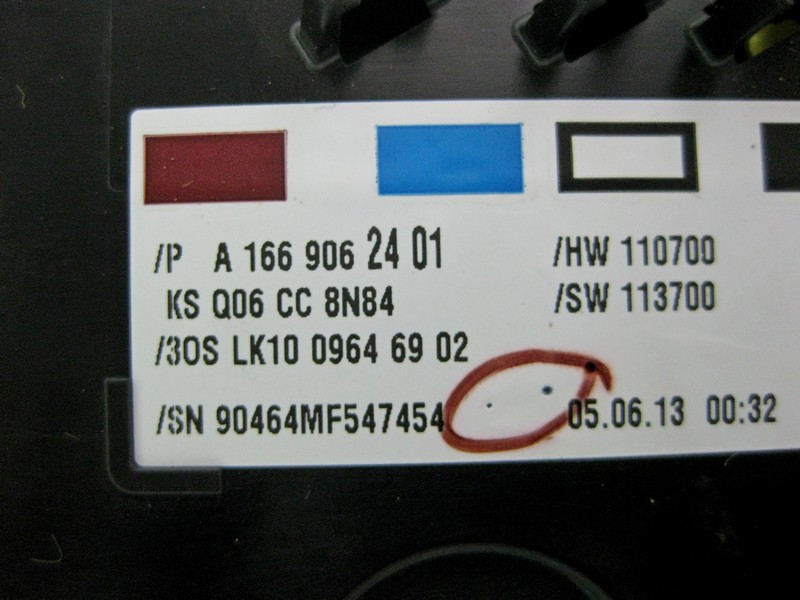 /P A 166 906 24 01 /HW 110700
KS Q06 CC 8N84 /SW 113700
/3OS LK10 0964 69 02
/SN 90464MF547454 05.06.13 00:32